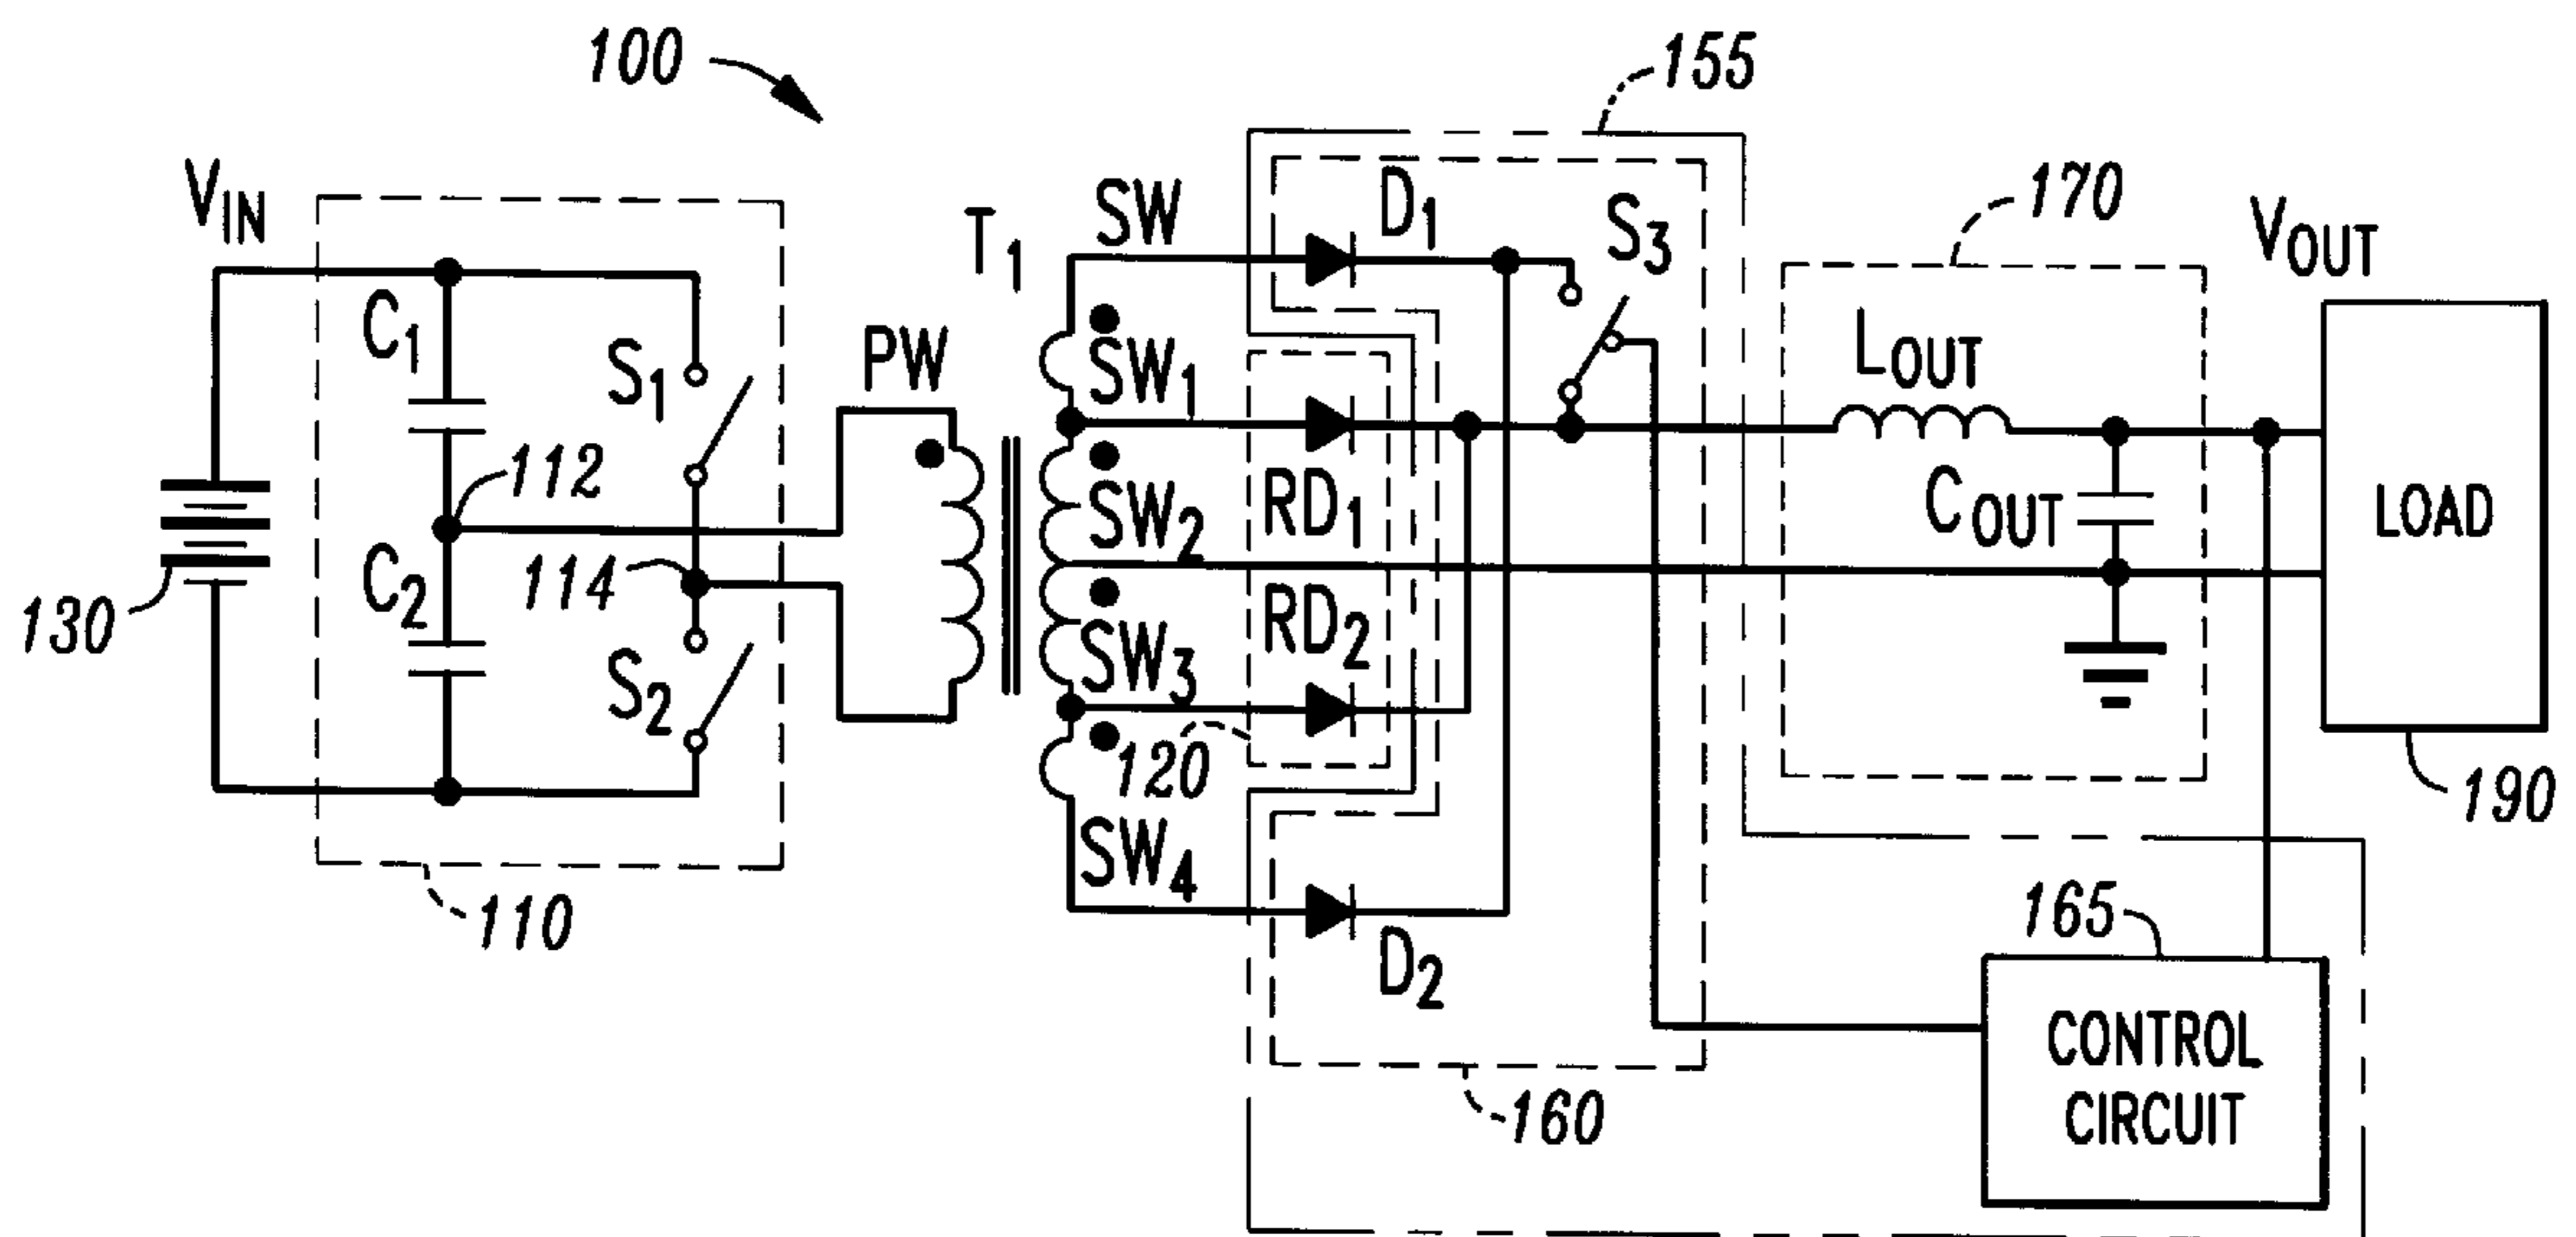 100
155
V_IN
T₁
SW
D₁
S₃
170
V_OUT
C₁
S₁
PW
SW₁
L_OUT
112
RD₁
SW₂
C_OUT
LOAD
130
C₂
114
RD₂
S₂
SW₃
120
190
SW₄
110
D₂
165
160
CONTROL
CIRCUIT